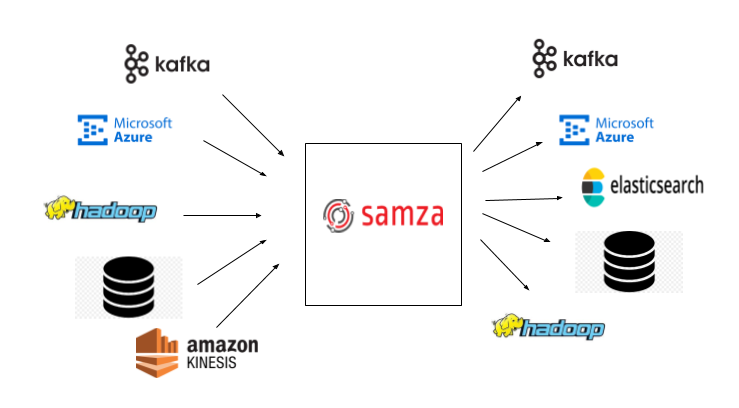 kafka
Microsoft
Azure
hadoop
amazon
KINESIS
samza
kafka
Microsoft
Azure
elasticsearch
hadoop